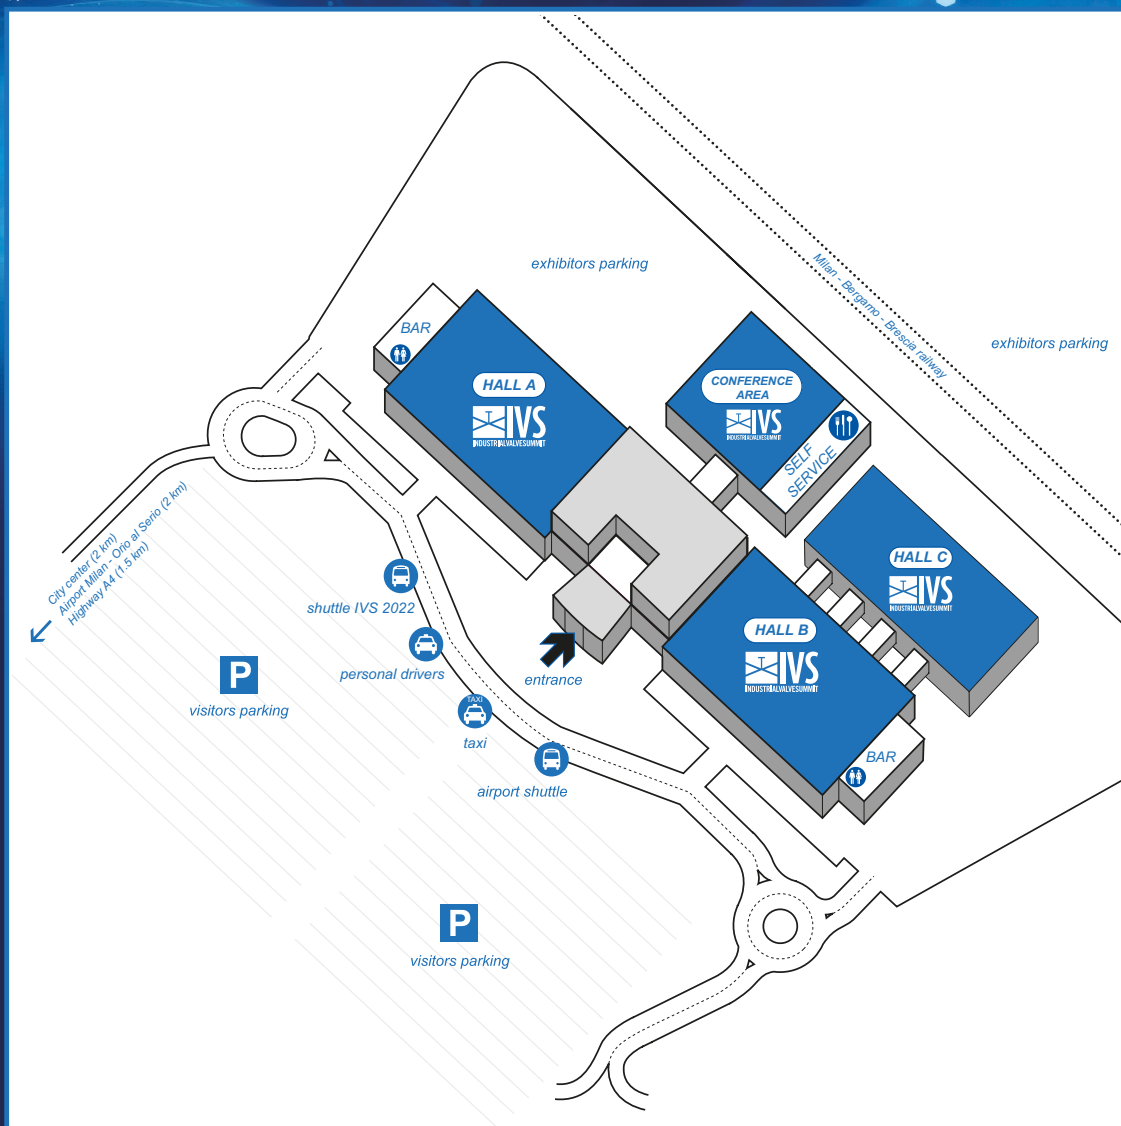 exhibitors parking
Milan - Bergamo - Brescia railway
exhibitors parking
BAR
HALL A
IVS
INDUSTRIALVALVESUMMIT
CONFERENCE
AREA
IVS
INDUSTRIALVALVESUMMIT
SELF
SERVICE
HALL C
IVS
INDUSTRIALVALVESUMMIT
City center (2 km)
Airport Milan - Orio al Serio (2 km)
Highway A4 (1.5 km)
shuttle IVS 2022
HALL B
IVS
INDUSTRIALVALVESUMMIT
personal drivers
entrance
P
visitors parking
TAXI
taxi
BAR
airport shuttle
P
visitors parking